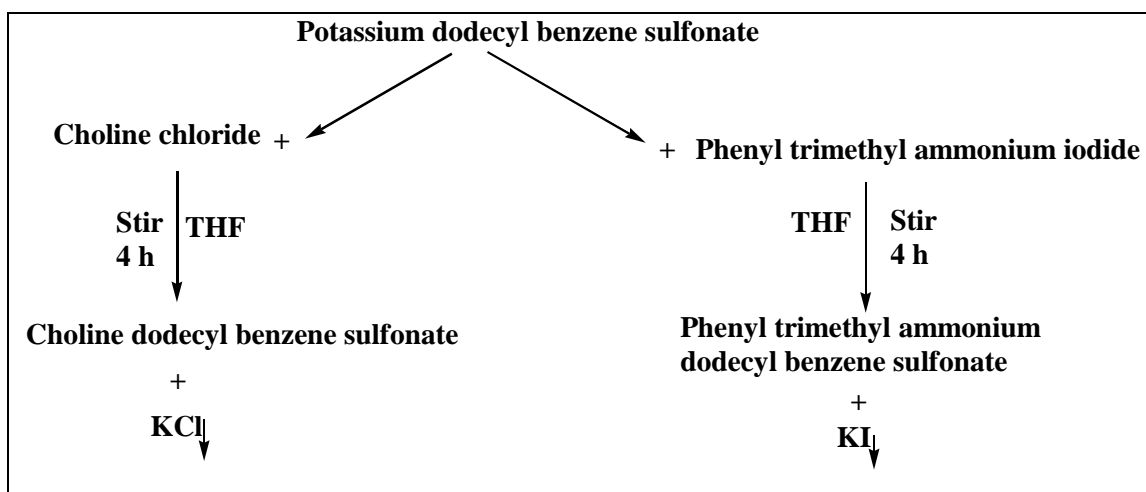 Potassium dodecyl benzene sulfonate
Choline chloride +
+ Phenyl trimethyl ammonium iodide
Stir THF
4 h
THF Stir
4 h
Choline dodecyl benzene sulfonate
+
KCl
Phenyl trimethyl ammonium
dodecyl benzene sulfonate
+
KI